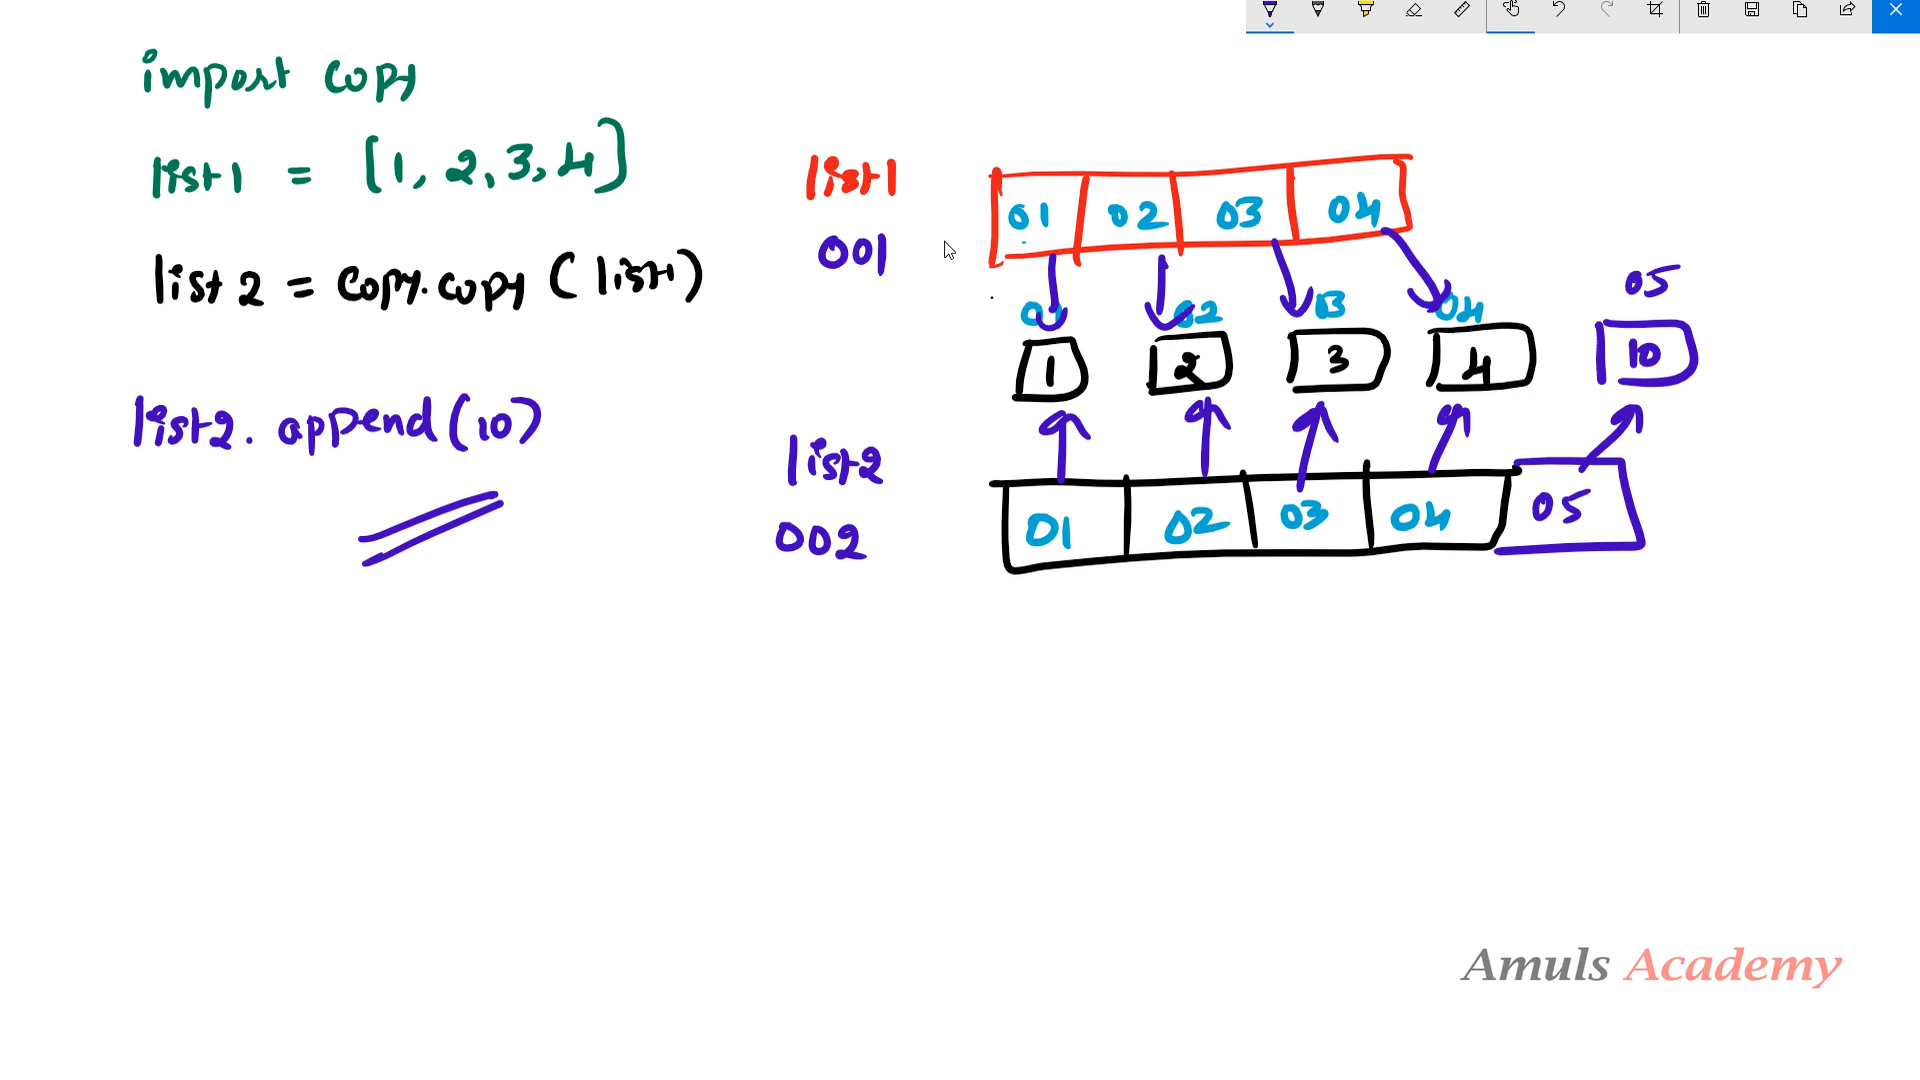 import copy
list1 = [1, 2, 3, 4]
list2 = copy.copy(list1)
list2.append(10)
list1
001
01 02 03 04
01 02 03 04 05
1 2 3 4 10
list2
002
01 02 03 04 05
Amuls Academy